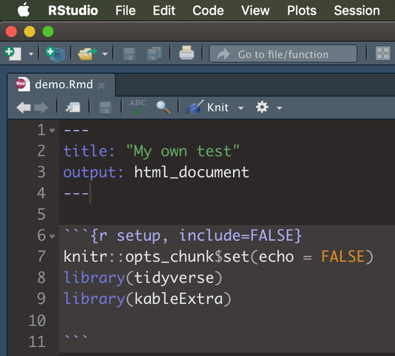 RStudio File Edit Code View Plots Session
Go to file/function
demo.Rmd
ABC Knit
1 ---
2 title: "My own test"
3 output: html_document
4 ---
5
6 ```{r setup, include=FALSE}
7 knitr::opts_chunk$set(echo = FALSE)
8 library(tidyverse)
9 library(kableExtra)
10
11 ```